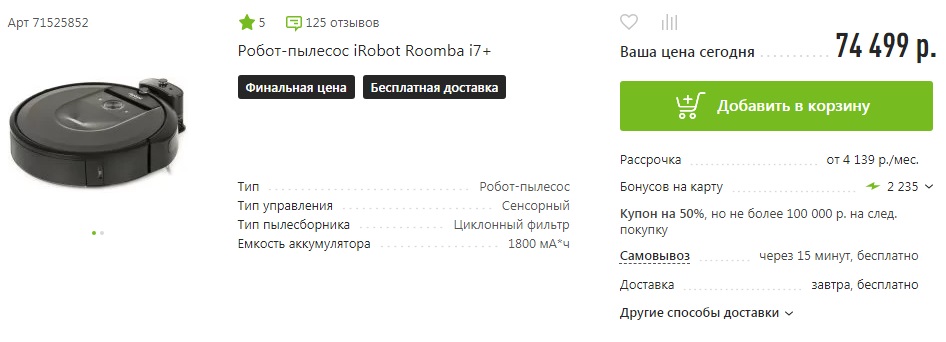 Арт 71525852
5
125 отзывов
Робот-пылесос iRobot Roomba i7+
Финальная цена
Бесплатная доставка
Тип Робот-пылесос
Тип управления Сенсорный
Тип пылесборника Циклонный фильтр
Емкость аккумулятора 1800 мА*ч
Ваша цена сегодня 74 499 р.
Добавить в корзину
Рассрочка от 4 139 р./мес.
Бонусов на карту 2 235
Купон на 50%, но не более 100 000 р. на след.
покупку
Самовывоз через 15 минут, бесплатно
Доставка завтра, бесплатно
Другие способы доставки